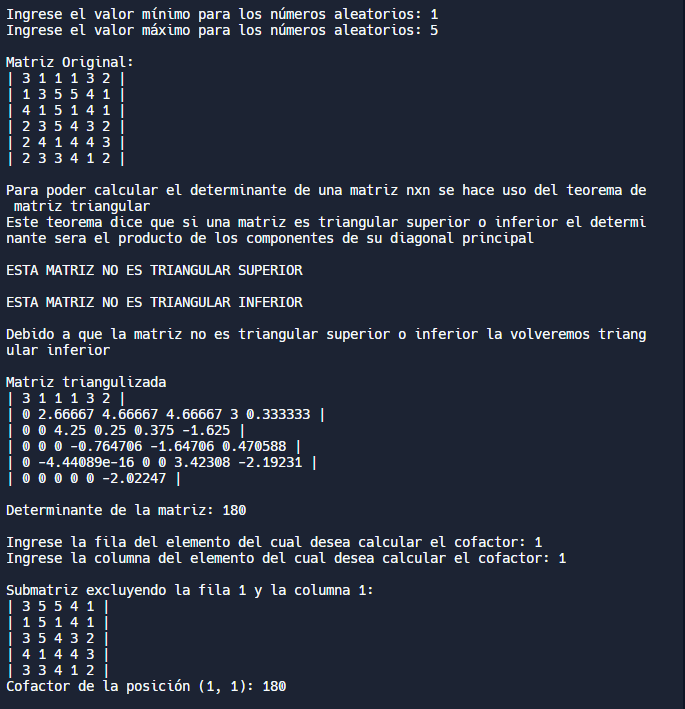 Ingrese el valor mínimo para los números aleatorios: 1
Ingrese el valor máximo para los números aleatorios: 5
Matriz Original:
| 3 1 1 1 3 2 |
| 1 3 5 5 4 1 |
| 4 1 5 1 4 1 |
| 2 3 5 4 3 2 |
| 2 4 1 4 4 3 |
| 2 3 3 4 1 2 |
Para poder calcular el determinante de una matriz nxn se hace uso del teorema de
matriz triangular
Este teorema dice que si una matriz es triangular superior o inferior el determi
nante sera el producto de los componentes de su diagonal principal
ESTA MATRIZ NO ES TRIANGULAR SUPERIOR
ESTA MATRIZ NO ES TRIANGULAR INFERIOR
Debido a que la matriz no es triangular superior o inferior la volveremos triang
ular inferior
Matriz triangulizada
| 3 1 1 1 3 2 |
| 0 2.66667 4.66667 4.66667 3 0.333333 |
| 0 0 4.25 0.25 0.375 -1.625 |
| 0 0 0 -0.764706 -1.64706 0.470588 |
| 0 -4.44089e-16 0 0 3.42308 -2.19231 |
| 0 0 0 0 0 -2.02247 |
Determinante de la matriz: 180
Ingrese la fila del elemento del cual desea calcular el cofactor: 1
Ingrese la columna del elemento del cual desea calcular el cofactor: 1
Submatriz excluyendo la fila 1 y la columna 1:
| 3 5 5 4 1 |
| 1 5 1 4 1 |
| 3 5 4 3 2 |
| 4 1 4 4 3 |
| 3 3 4 1 2 |
Cofactor de la posición (1, 1): 180